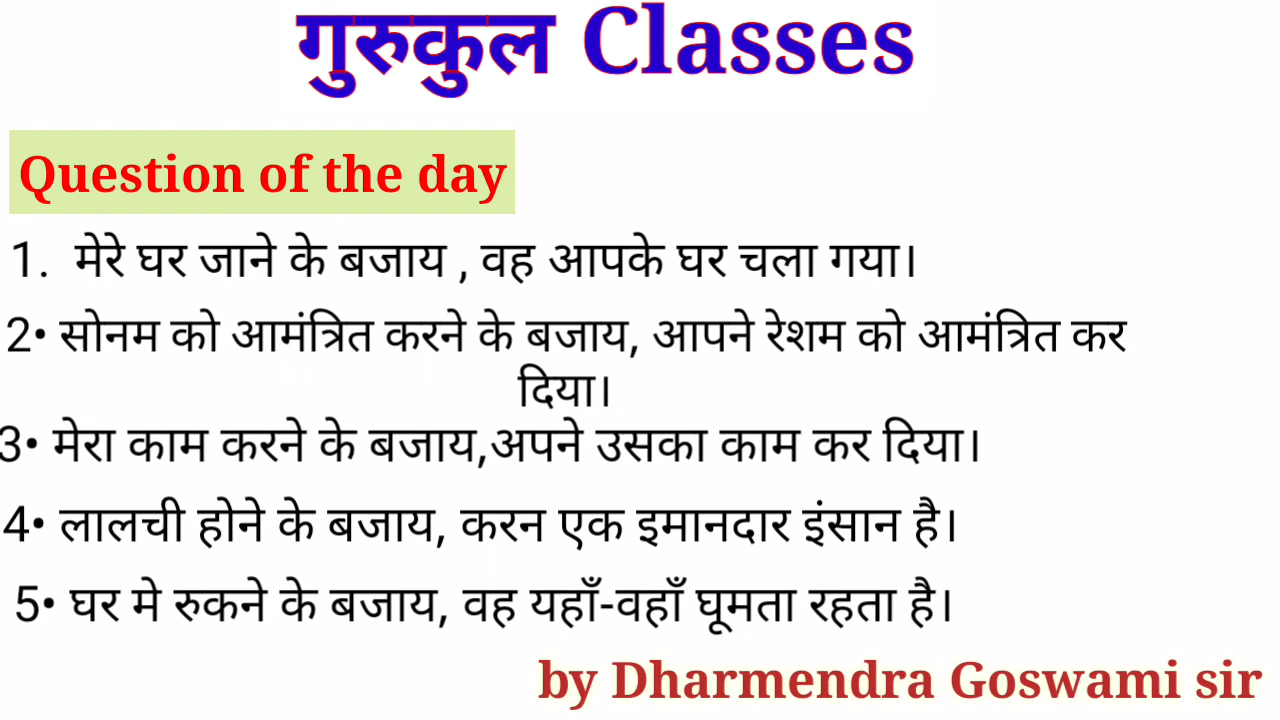 गुरुकुल Classes
Question of the day
1. मेरे घर जाने के बजाय , वह आपके घर चला गया।
2• सोनम को आमंत्रित करने के बजाय, आपने रेशम को आमंत्रित कर
दिया।
3• मेरा काम करने के बजाय,अपने उसका काम कर दिया।
4• लालची होने के बजाय, करन एक इमानदार इंसान है।
5• घर मे रुकने के बजाय, वह यहाँ-वहाँ घूमता रहता है।
by Dharmendra Goswami sir